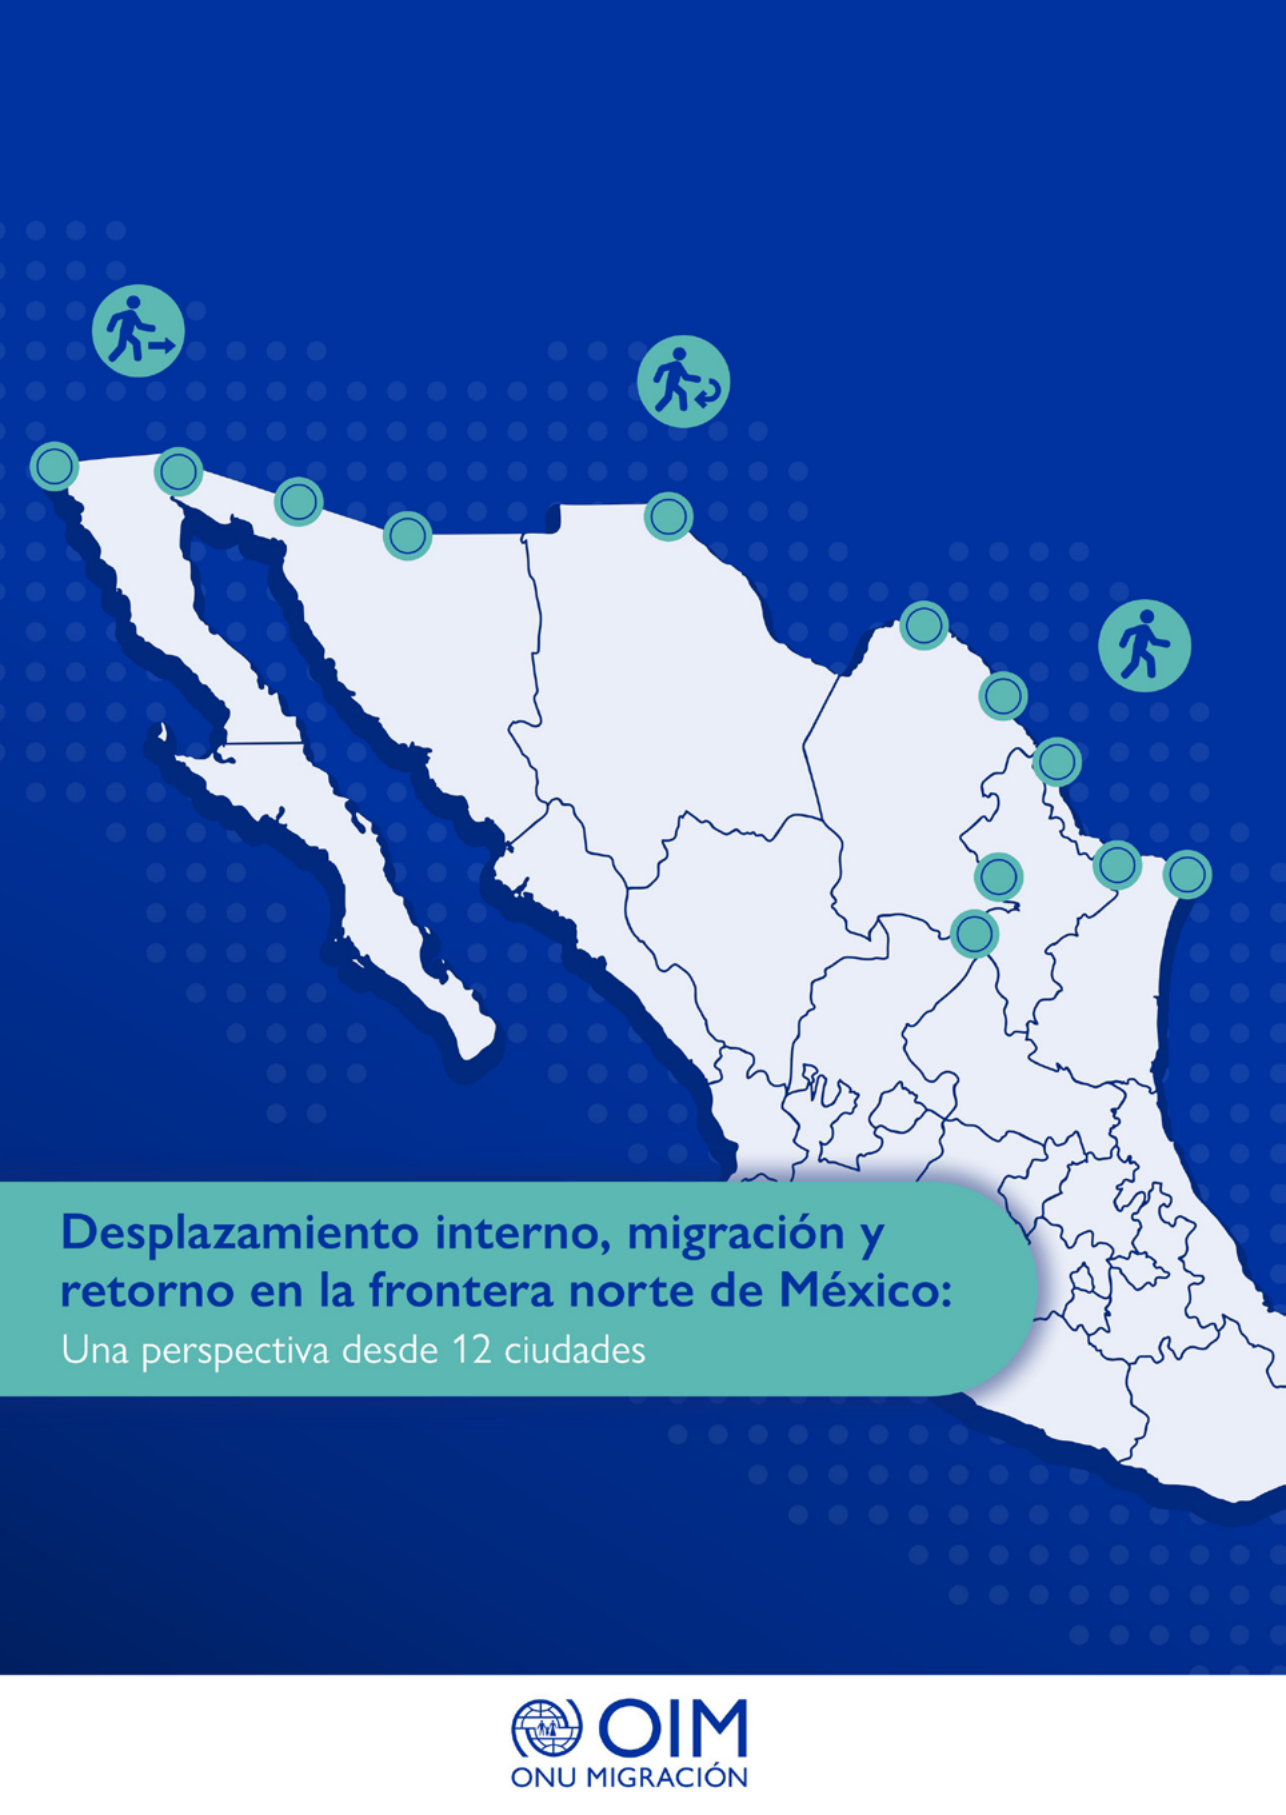 Desplazamiento interno, migración y
retorno en la frontera norte de México:
Una perspectiva desde 12 ciudades
OIM
ONU MIGRACIÓN